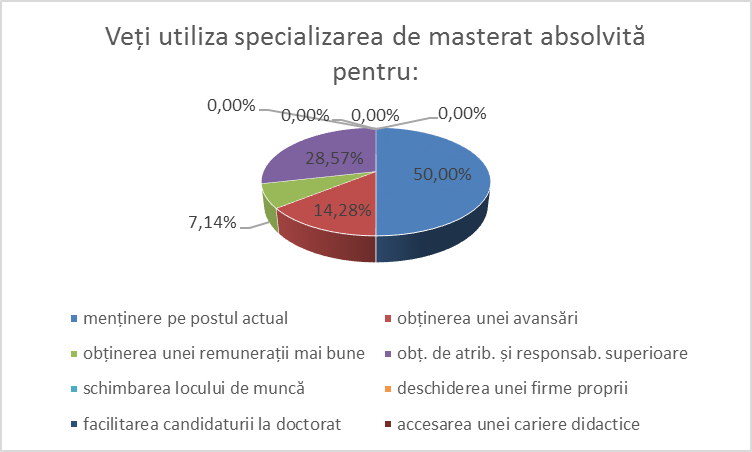 Veți utiliza specializarea de masterat absolvită
pentru:
0,00%
0,00%
0,00%
0,00%
28,57%
50,00%
14,28%
7,14%
menținere pe postul actual
obținerea unei avansări
obținerea unei remunerații mai bune
obț. de atrib. și responsab. superioare
schimbarea locului de muncă
deschiderea unei firme proprii
facilitarea candidaturii la doctorat
accesarea unei cariere didactice